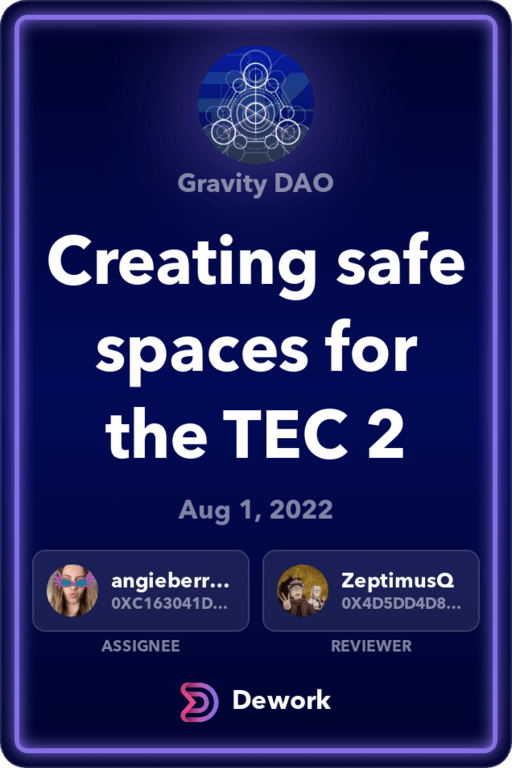 Gravity DAO
Creating safe
spaces for
the TEC 2
Aug 1, 2022
angieberr...
0XC163041D...
ASSIGNEE
ZeptimusQ
0X4D5DD4D8...
REVIEWER
Dework